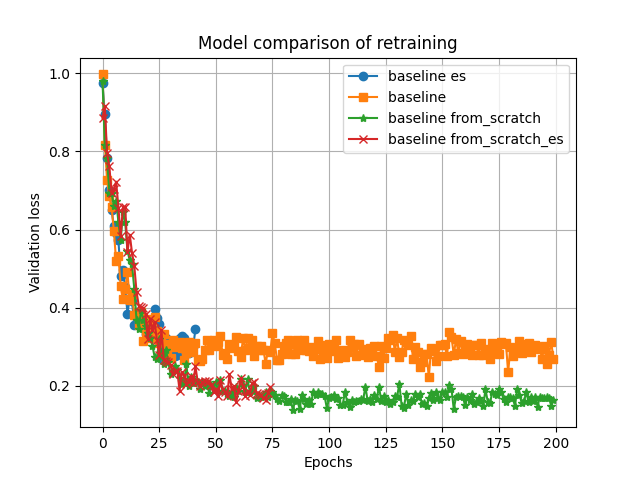 Model comparison of retraining
baseline es
baseline
baseline from_scratch
baseline from_scratch_es
Validation loss
1.0
0.8
0.6
0.4
0.2
0 25 50 75 100 125 150 175 200
Epochs